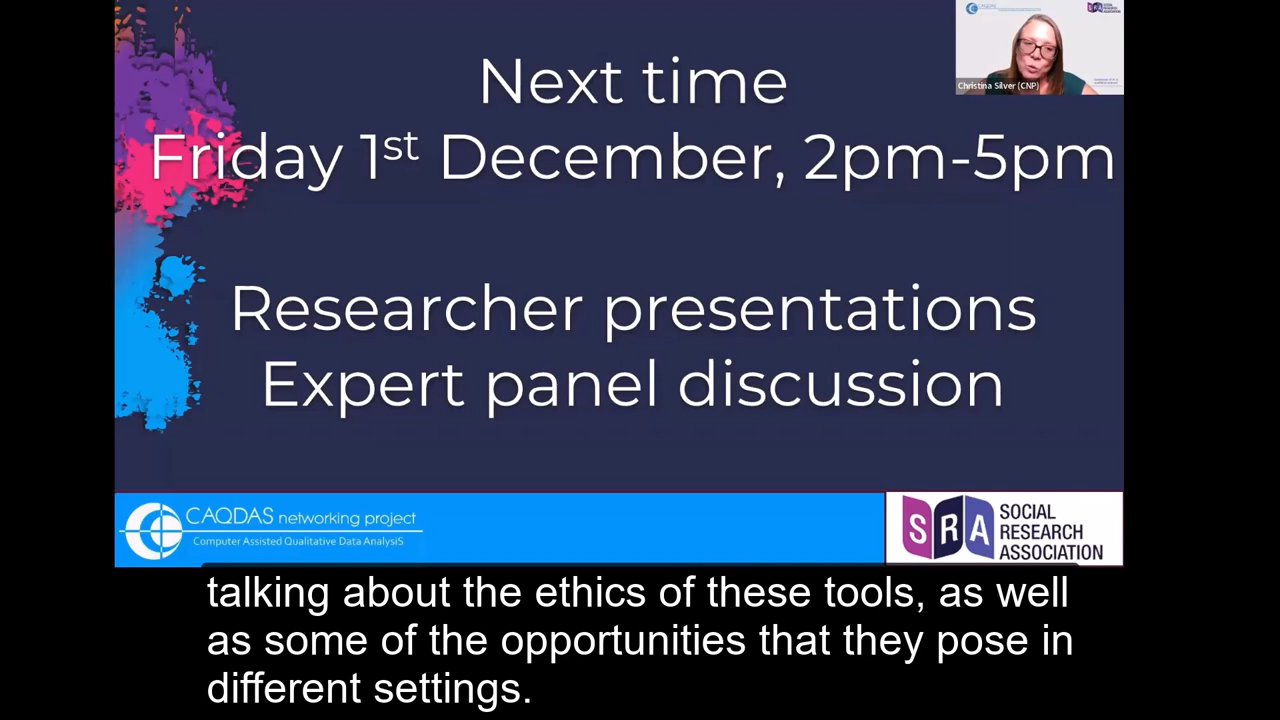 Next time
Friday 1st December, 2pm-5pm
Researcher presentations
Expert panel discussion
CAQDAS
SRA
Christina Silver (CNP)
CAQDAS networking project
Computer Assisted Qualitative Data AnalysiS
SRA
SOCIAL
RESEARCH
ASSOCIATION
talking about the ethics of these tools, as well
as some of the opportunities that they pose in
different settings.